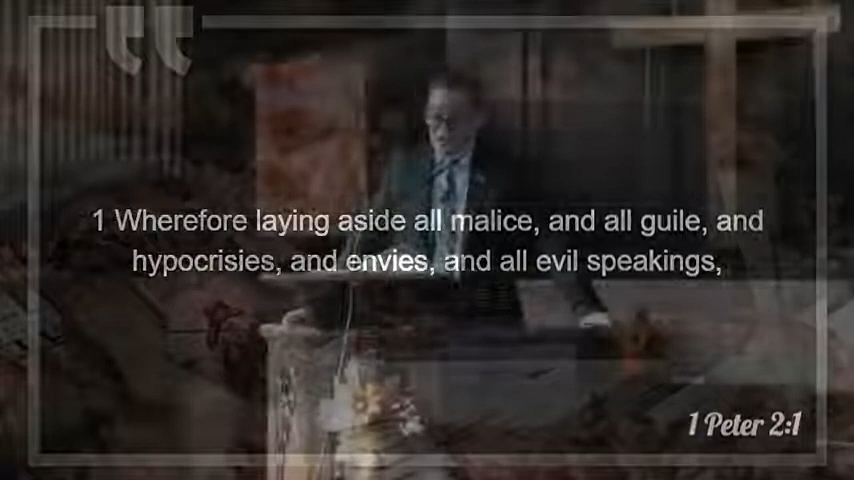 1 Wherefore laying aside all malice, and all guile, and
hypocrisies, and envies, and all evil speakings,
1 Peter 2:1